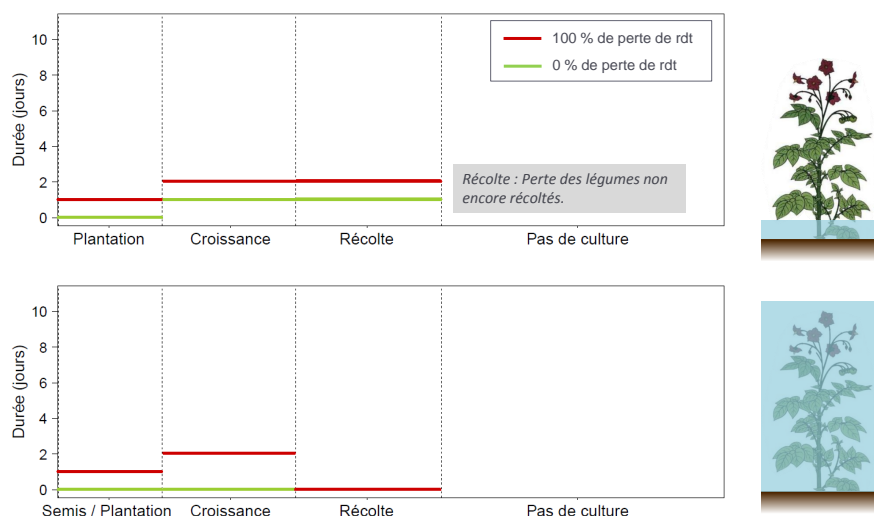 10
8
6
4
2
0
Durée (jours)
100 % de perte de rdt
0 % de perte de rdt
Récolte : Perte des légumes non
encore récoltés.
Plantation
Croissance
Récolte
Pas de culture
10
8
6
4
2
0
Durée (jours)
Semis / Plantation
Croissance
Récolte
Pas de culture